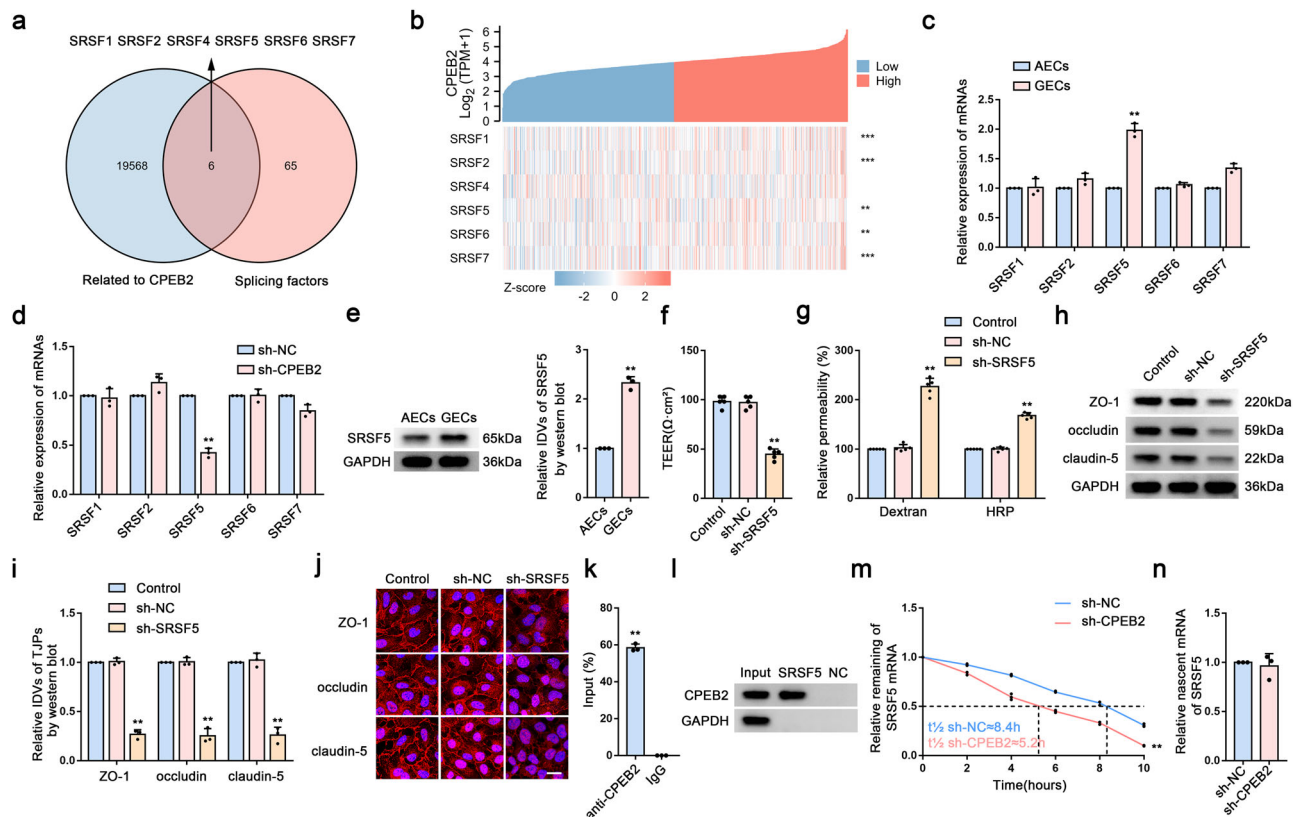 a
SRSF1 SRSF2 SRSF4 SRSF5 SRSF6 SRSF7
19568
6
65
Related to CPEB2
Splicing factors
b
CPEB2
Log2 (TPM+1)
6
5
4
3
2
1
0
Low
High
SRSF1 ***
SRSF2 ***
SRSF4
SRSF5 **
SRSF6 **
SRSF7 ***
Z-score
-2 0 2
c
AECs
GECs
Relative expression of mRNAs
2.5
2.0
1.5
1.0
0.5
0
**
SRSF1 SRSF2 SRSF5 SRSF6 SRSF7
d
sh-NC
sh-CPEB2
Relative expression of mRNAs
1.5
1.0
0.5
0.0
**
SRSF1 SRSF2 SRSF5 SRSF6 SRSF7
e
AECs GECs
SRSF5 65kDa
GAPDH 36kDa
Relative IDVs of SRSF5
by western blot
3
2
1
0
**
AECs GECs
f
TEER(Ω·cm²)
150
100
50
0
**
Control sh-NC sh-SRSF5
g
Control
sh-NC
sh-SRSF5
Relative permeability (%)
300
200
100
0
**
**
Dextran HRP
h
Control sh-NC sh-SRSF5
ZO-1 220kDa
occludin 59kDa
claudin-5 22kDa
GAPDH 36kDa
i
Control
sh-NC
sh-SRSF5
Relative IDVs of TJPs
by western blot
1.5
1.0
0.5
0.0
** ** **
ZO-1 occludin claudin-5
j
Control sh-NC sh-SRSF5
ZO-1
occludin
claudin-5
k
Input (%)
80
60
40
20
0
**
anti-CPEB2 IgG
l
Input SRSF5 NC
CPEB2
GAPDH
m
sh-NC
sh-CPEB2
Relative remaining of
SRSF5 mRNA
1.5
1.0
0.5
0.0
t½ sh-NC≈8.4h
t½ sh-CPEB2≈5.2h
**
0 2 4 6 8 10
Time(hours)
n
Relative nascent mRNA
of SRSF5
1.5
1.0
0.5
0.0
sh-NC
sh-CPEB2